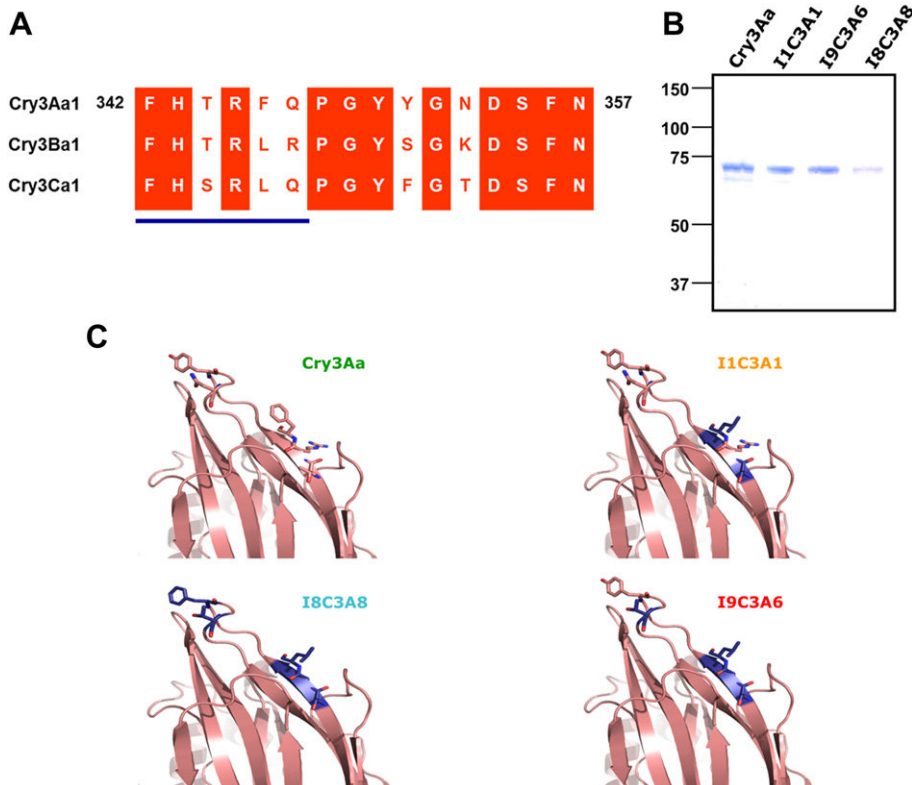 A
Cry3Aa1 342 F H T R F Q P G Y Y G N D S F N 357
Cry3Ba1 F H T R L R P G Y S G K D S F N
Cry3Ca1 F H S R L Q P G Y F G T D S F N
B
Cry3Aa I1C3A1 I9C3A6 I8C3A8
150
100
75
50
37
C
Cry3Aa
I1C3A1
I8C3A8
I9C3A6